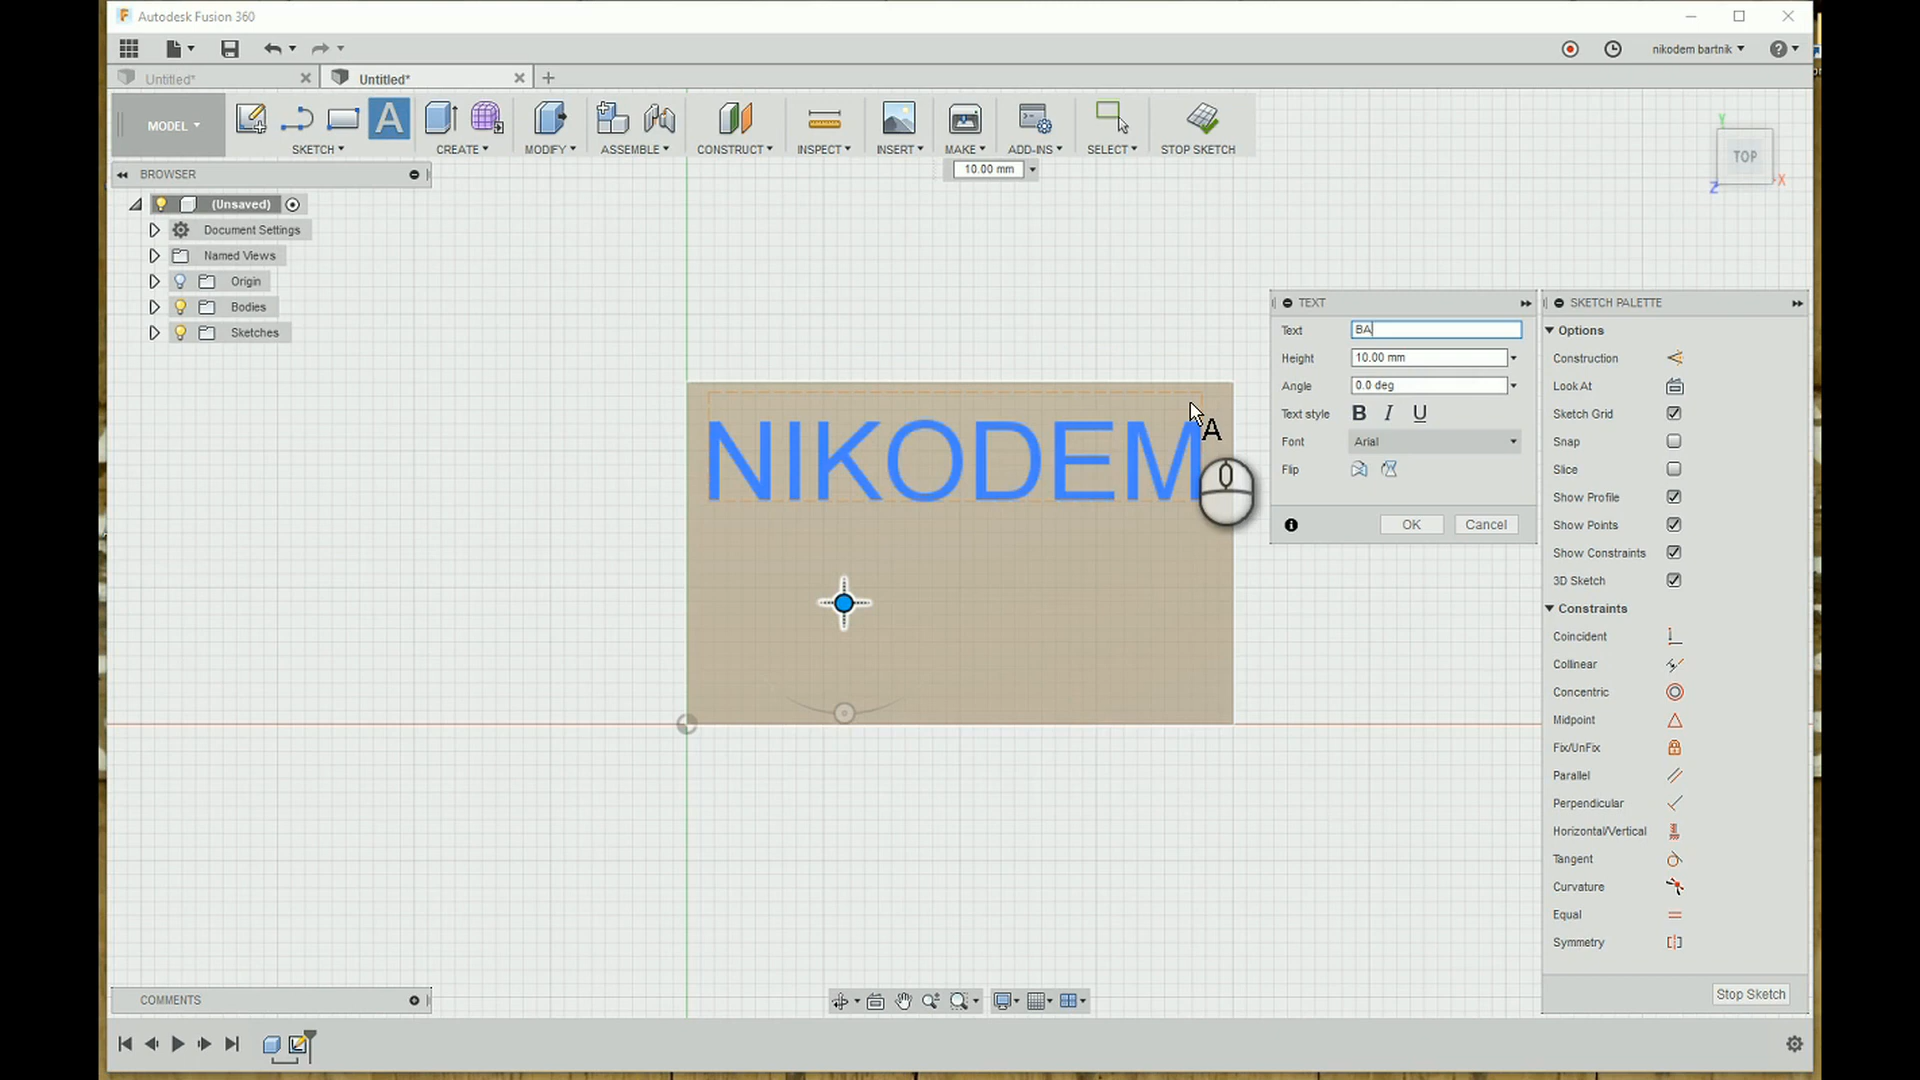 Autodesk Fusion 360
nikodem bartnik
Untitled*
Untitled*
MODEL
SKETCH
CREATE
MODIFY
ASSEMBLE
CONSTRUCT
INSPECT
INSERT
MAKE
ADD-INS
SELECT
STOP SKETCH
10.00 mm
BROWSER
(Unsaved)
Document Settings
Named Views
Origin
Bodies
Sketches
Y
TOP
Z
X
TEXT
Text
BA
Height
10.00 mm
Angle
0.0 deg
Text style
B I U
Font
Arial
Flip
OK
Cancel
SKETCH PALETTE
Options
Construction
Look At
Sketch Grid
Snap
Slice
Show Profile
Show Points
Show Constraints
3D Sketch
Constraints
Coincident
Collinear
Concentric
Midpoint
Fix/UnFix
Parallel
Perpendicular
Horizontal/Vertical
Tangent
Curvature
Equal
Symmetry
Stop Sketch
NIKODEM
A
COMMENTS